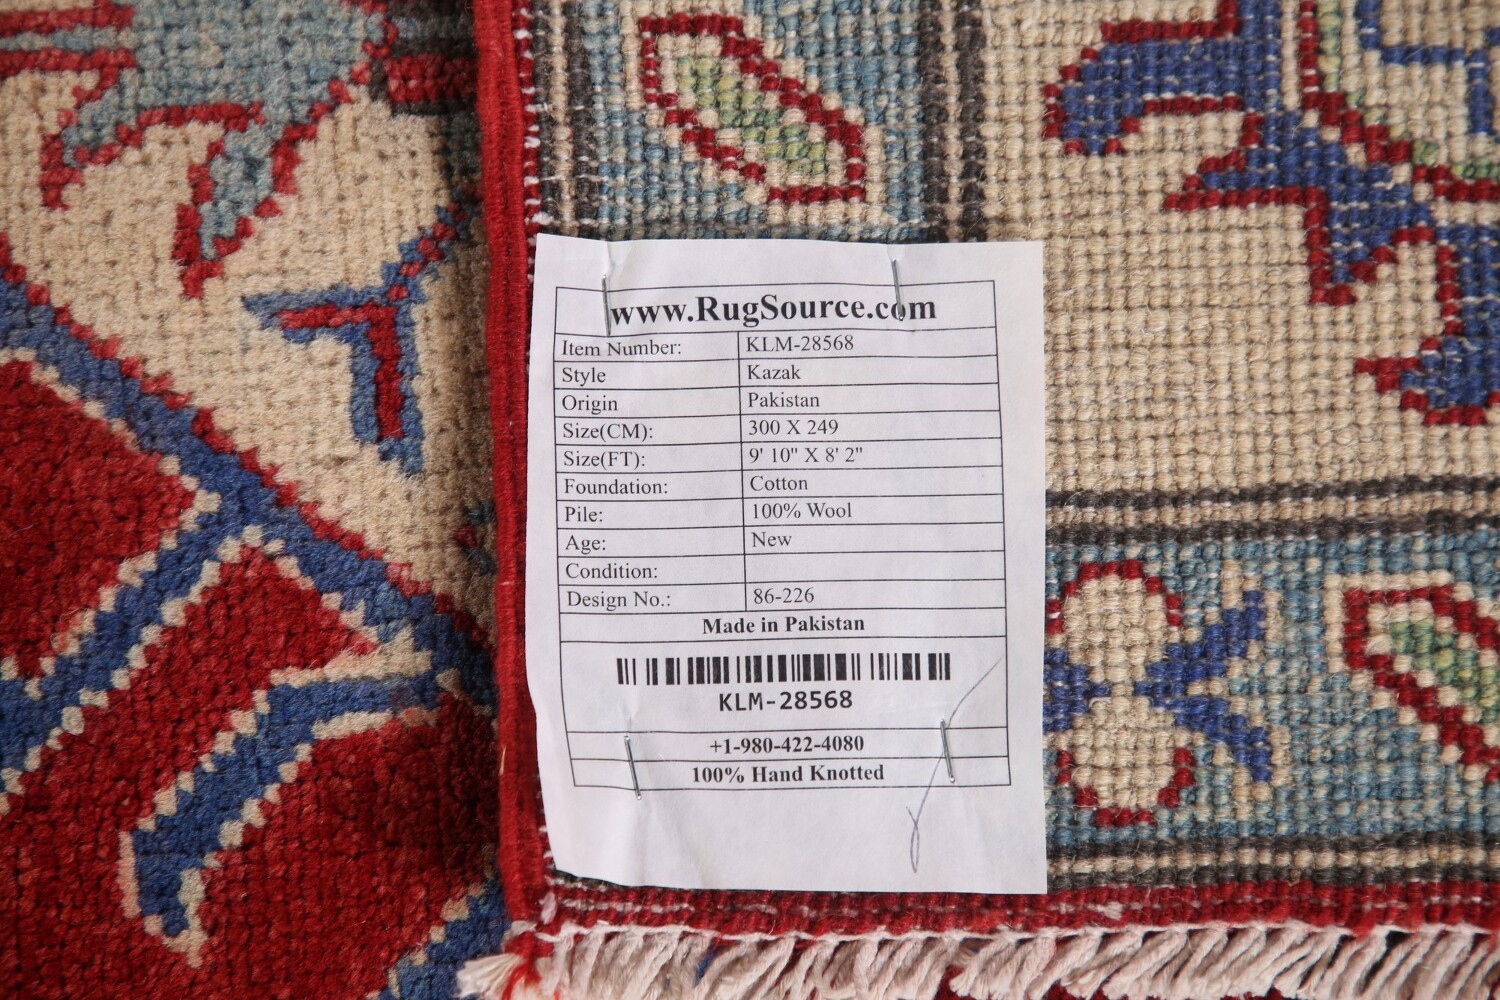 www.RugSource.com
Item Number: KLM-28568
Style Kazak
Origin Pakistan
Size(CM): 300 X 249
Size(FT): 9' 10" X 8' 2"
Foundation: Cotton
Pile: 100% Wool
Age: New
Condition:
Design No.: 86-226
Made in Pakistan
KLM-28568
+1-980-422-4080
100% Hand Knotted